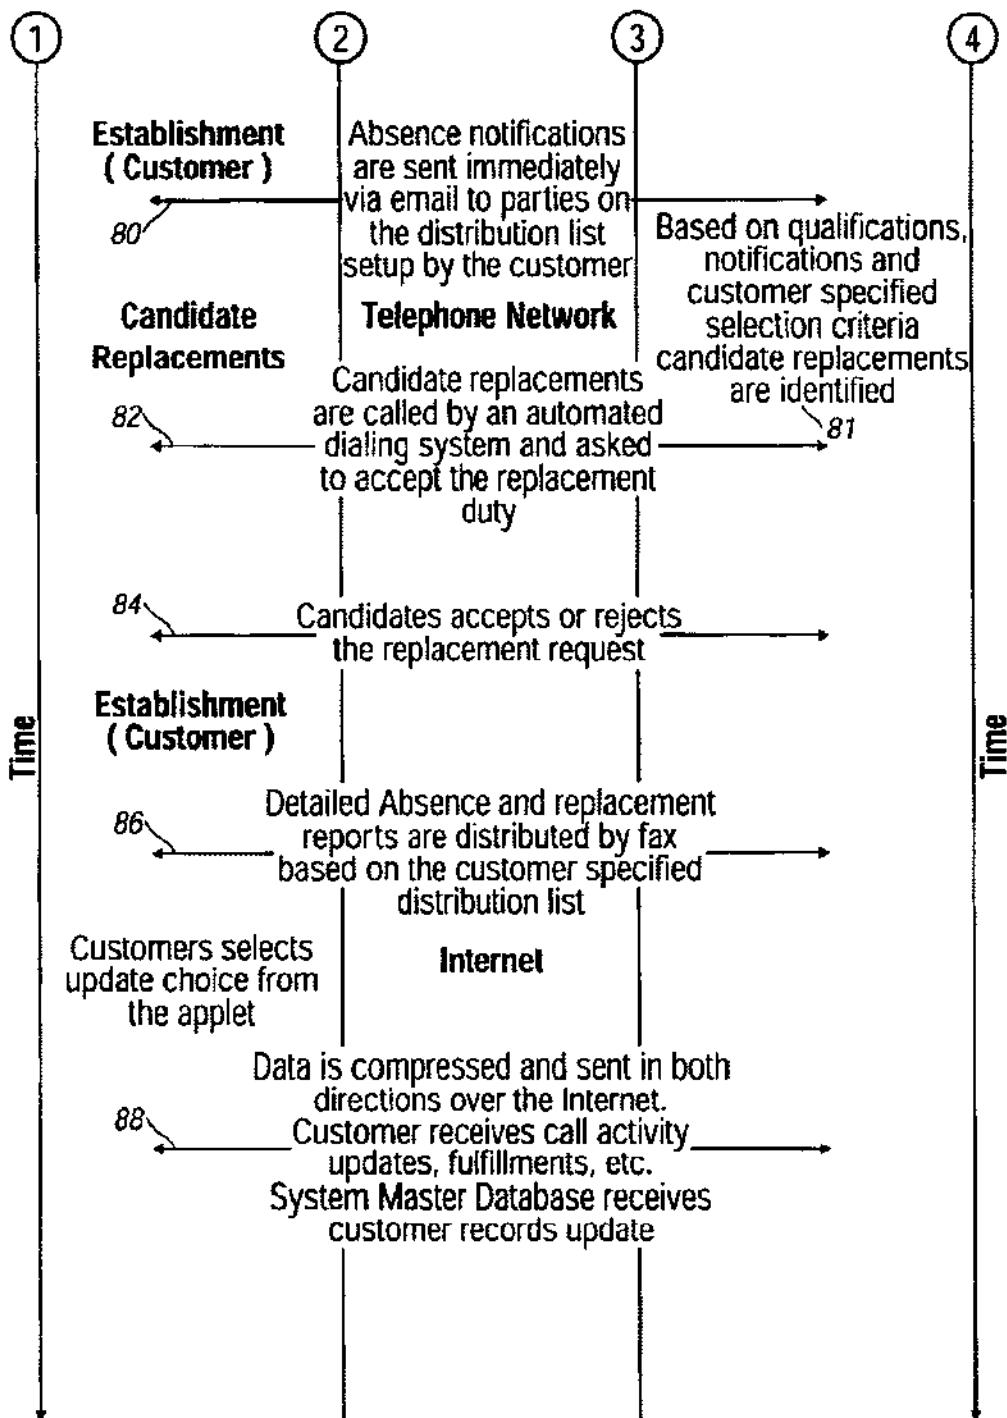 1
2
3
4
Establishment
( Customer )
80
Absence notifications
are sent immediately
via email to parties on
the distribution list
setup by the customer
Based on qualifications,
notifications and
customer specified
selection criteria
candidate replacements
are identified
81
Candidate
Replacements
Telephone Network
82
Candidate replacements
are called by an automated
dialing system and asked
to accept the replacement
duty
84
Candidates accepts or rejects
the replacement request
Establishment
( Customer )
Time
Time
86
Detailed Absence and replacement
reports are distributed by fax
based on the customer specified
distribution list
Customers selects
update choice from
the applet
Internet
88
Data is compressed and sent in both
directions over the Internet.
Customer receives call activity
updates, fulfillments, etc.
System Master Database receives
customer records update